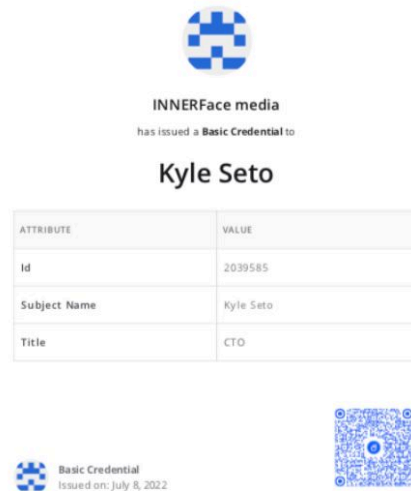 INNERFace media
has issued a Basic Credential to
Kyle Seto
ATTRIBUTE VALUE
Id 2039585
Subject Name Kyle Seto
Title CTO
Basic Credential
Issued on: July 8, 2022